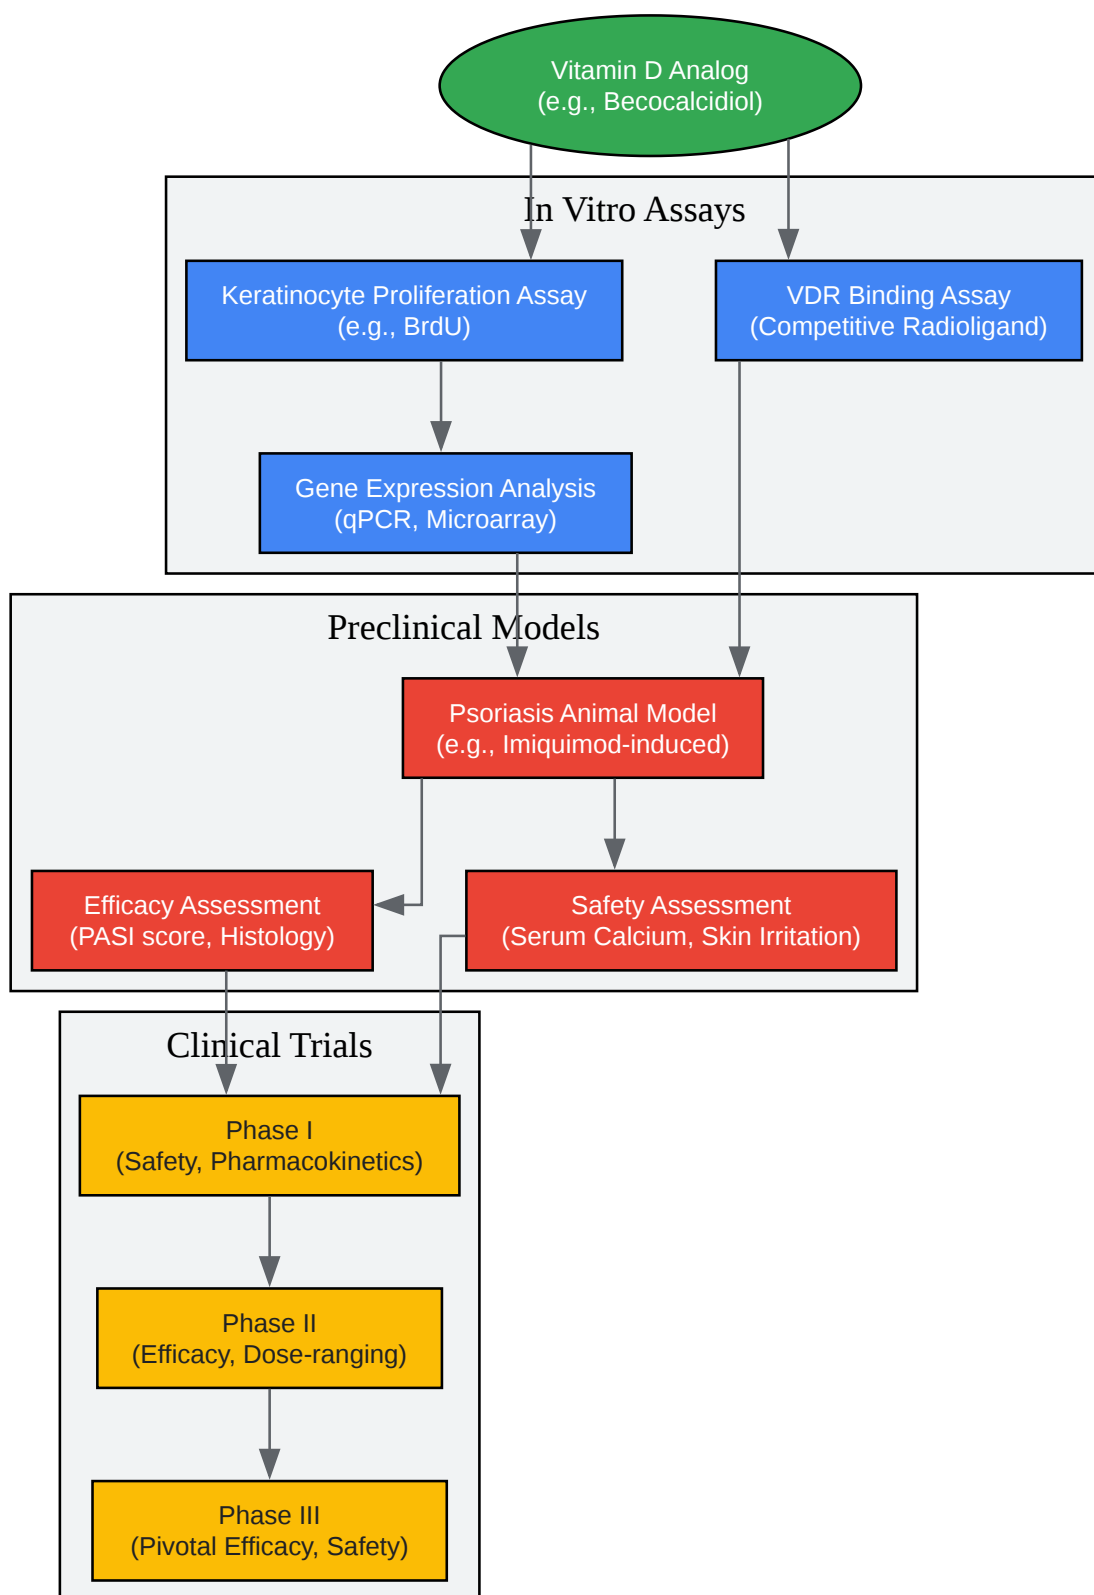 Vitamin D Analog
(e.g., Becocalcidiol)
In Vitro Assays
Keratinocyte Proliferation Assay
(e.g., BrdU)
VDR Binding Assay
(Competitive Radioligand)
Gene Expression Analysis
(qPCR, Microarray)
Preclinical Models
Psoriasis Animal Model
(e.g., Imiquimod-induced)
Efficacy Assessment
(PASI score, Histology)
Safety Assessment
(Serum Calcium, Skin Irritation)
Clinical Trials
Phase I
(Safety, Pharmacokinetics)
Phase II
(Efficacy, Dose-ranging)
Phase III
(Pivotal Efficacy, Safety)